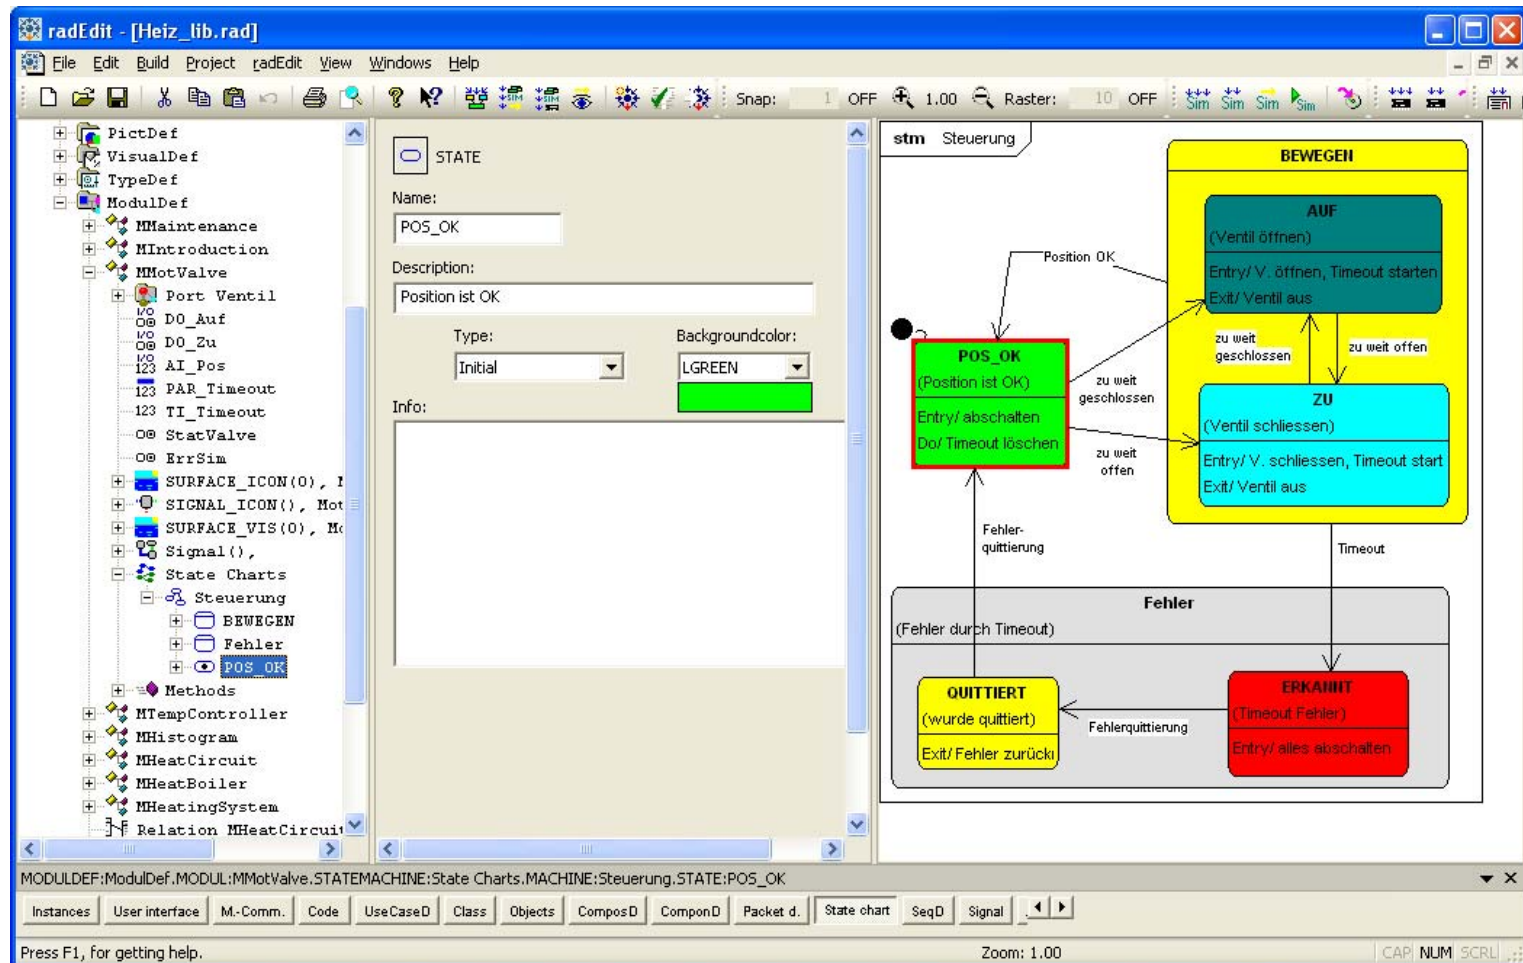 radEdit - [Heiz_lib.rad]
File Edit Build Project radEdit View Windows Help
Snap: 1 OFF 1.00 Raster: 10 OFF Sim Sim Sim Sim
PictDef
VisualDef
TypeDef
ModulDef
MMaintenance
MIntroduction
MMotValve
Port Ventil
DO_Auf
DO_Zu
AI_Pos
PAR_Timeout
TI_Timeout
StatValve
ErrSim
SURFACE_ICON(0),
SIGNAL_ICON(), Mot
SURFACE_VIS(0),
Signal(),
State Charts
Steuerung
BEWEGEN
Fehler
POS_OK
Methods
MTempController
MHistogram
MHeatCircuit
MHeatBoiler
MHeatingSystem
Relation MHeatCircui
STATE
Name:
POS_OK
Description:
Position ist OK
Type: Backgroundcolor:
Initial LGREEN
Info:
stm Steuerung
BEWEGEN
AUF
(Ventil öffnen)
Entry/ V. öffnen, Timeout starten
Exit/ Ventil aus
Position OK
zu weit
geschlossen
zu weit offen
POS_OK
(Position ist OK)
Entry/ abschalten
Do/ Timeout löschen
zu weit
geschlossen
zu weit
offen
ZU
(Ventil schliessen)
Entry/ V. schliessen, Timeout start
Exit/ Ventil aus
Fehler-
quittierung
Timeout
Fehler
(Fehler durch Timeout)
QUITTIERT
(wurde quittiert)
Exit/ Fehler zurück
Fehlerquittierung
ERKANNT
(Timeout Fehler)
Entry/ alles abschalten
MODULDEF:ModulDef.MODUL:MMotValve.STATEMACHINE:State Charts.MACHINE:Steuerung.STATE:POS_OK
Instances User interface M.-Comm. Code UseCaseD Class Objects ComposD ComponD Packet d. State chart SeqD Signal
Press F1, for getting help. Zoom: 1.00 CAP NUM SCRL